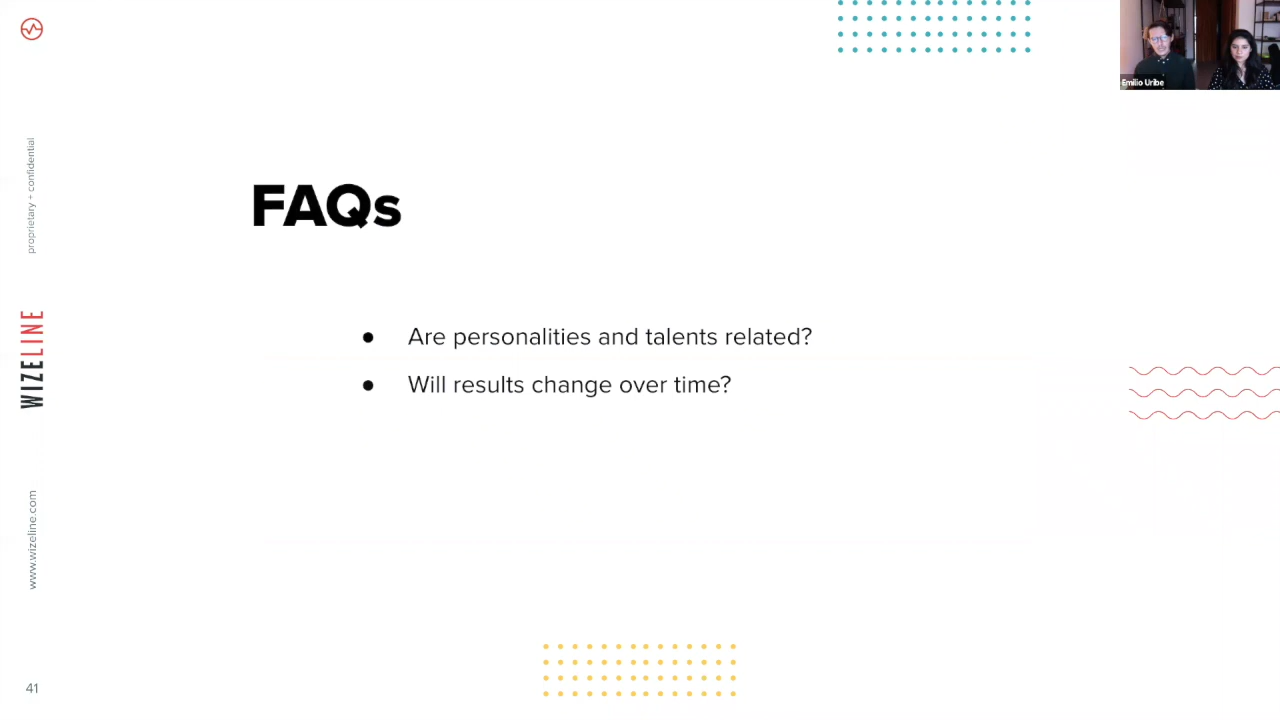 Emilio Uribe
proprietary + confidential
FAQs
● Are personalities and talents related?
● Will results change over time?
WIZELINE
www.wizeline.com
41